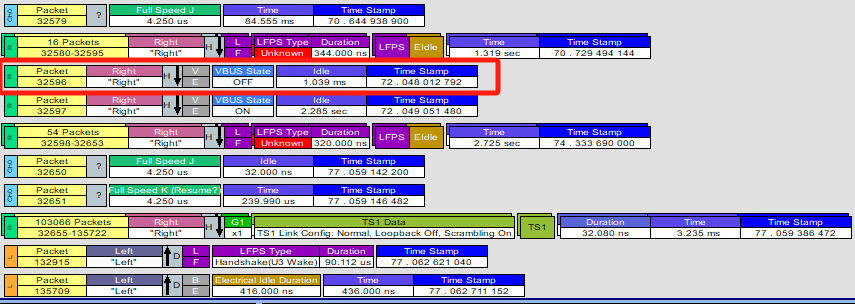 Cho Packet ? Full Speed J Time Time Stamp
32579 4.250 us 84.555 ms 70 . 644 938 900
R 16 Packets Right H L LFPS Type Duration LFPS EIdle Time Time Stamp
32580-32595 "Right" F Unknown 344.000 ns 1.319 sec 70 . 729 494 144
R Packet Right H V VBUS State Idle Time Stamp
32596 "Right" E OFF 1.039 ms 72 . 048 012 792
R Packet Right H V VBUS State Idle Time Stamp
32597 "Right" E ON 2.285 sec 72 . 049 051 480
R 54 Packets Right H L LFPS Type Duration LFPS EIdle Time Time Stamp
32598-32653 "Right" F Unknown 320.000 ns 2.725 sec 74 . 333 690 000
Cho Packet ? Full Speed J Idle Time Stamp
32650 4.250 us 32.000 ns 77 . 059 142 200
Cho Packet ? Full Speed K (Resume?) Time Time Stamp
32651 4.250 us 239.990 us 77 . 059 146 482
R 103066 Packets Right H G1 TS1 Data TS1 Duration Time Time Stamp
32655-135722 "Right" x1 TS1 Link Config: Normal, Loopback Off, Scrambling On 32.080 ns 3.235 ms 77 . 059 386 472
L Packet Left D L LFPS Type Duration Time Stamp
132915 "Left" F Handshake(U3 Wake) 90.112 us 77 . 062 621 040
L Packet Left D B Electrical Idle Duration Time Time Stamp
135709 "Left" E 416.000 ns 436.000 ns 77 . 062 711 152